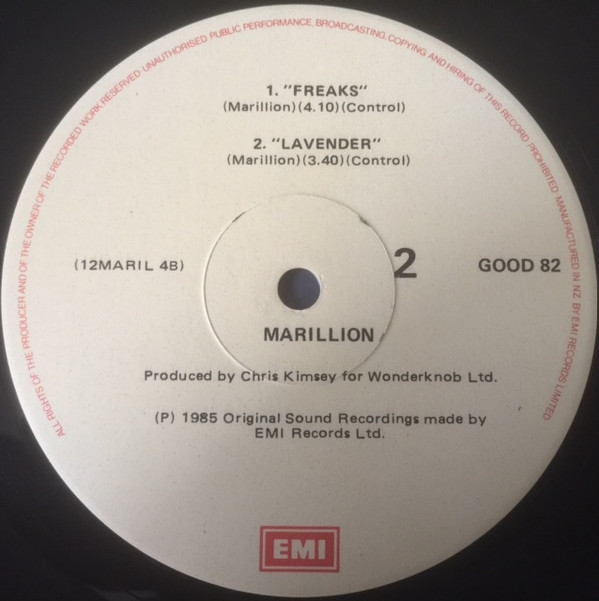 ALL RIGHTS OF THE PRODUCER AND OF THE OWNER OF THE RECORDED WORK RESERVED UNAUTHORISED PUBLIC PERFORMANCE, BROADCASTING, COPYING AND HIRING OF THIS RECORD PROHIBITED MANUFACTURED IN NZ BY EMI RECORDS LIMITED
1. "FREAKS"
(Marillion)(4.10)(Control)
2. "LAVENDER"
(Marillion)(3.40)(Control)
(12MARIL 4B) 2 GOOD 82
MARILLION
Produced by Chris Kimsey for Wonderknob Ltd.
(P) 1985 Original Sound Recordings made by
EMI Records Ltd.
EMI